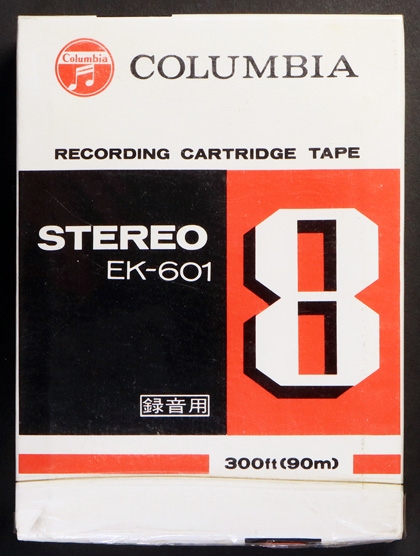 Columbia
COLUMBIA
RECORDING CARTRIDGE TAPE
STEREO
EK-601
8
録音用
300ft(90m)